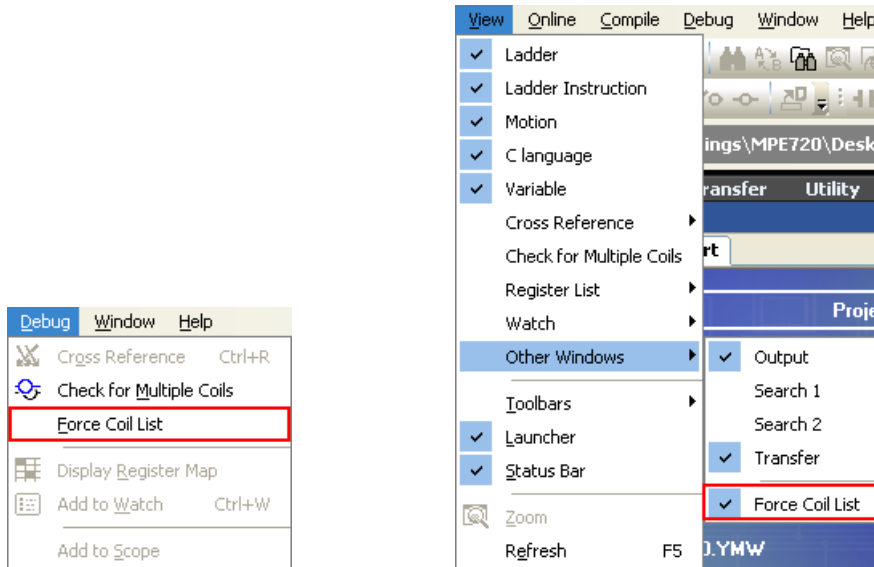 Debug Window Help
Cross Reference Ctrl+R
Check for Multiple Coils
Force Coil List
Display Register Map
Add to Watch Ctrl+W
Add to Scope
View Online Compile Debug Window Help
Ladder
Ladder Instruction
Motion
C language
Variable
Cross Reference
Check for Multiple Coils
Register List
Watch
Other Windows
Toolbars
Launcher
Status Bar
Zoom
Refresh F5
ings\MPE720\Desk
ransfer Utility
rt
Proje
Output
Search 1
Search 2
Transfer
Force Coil List
.YMW